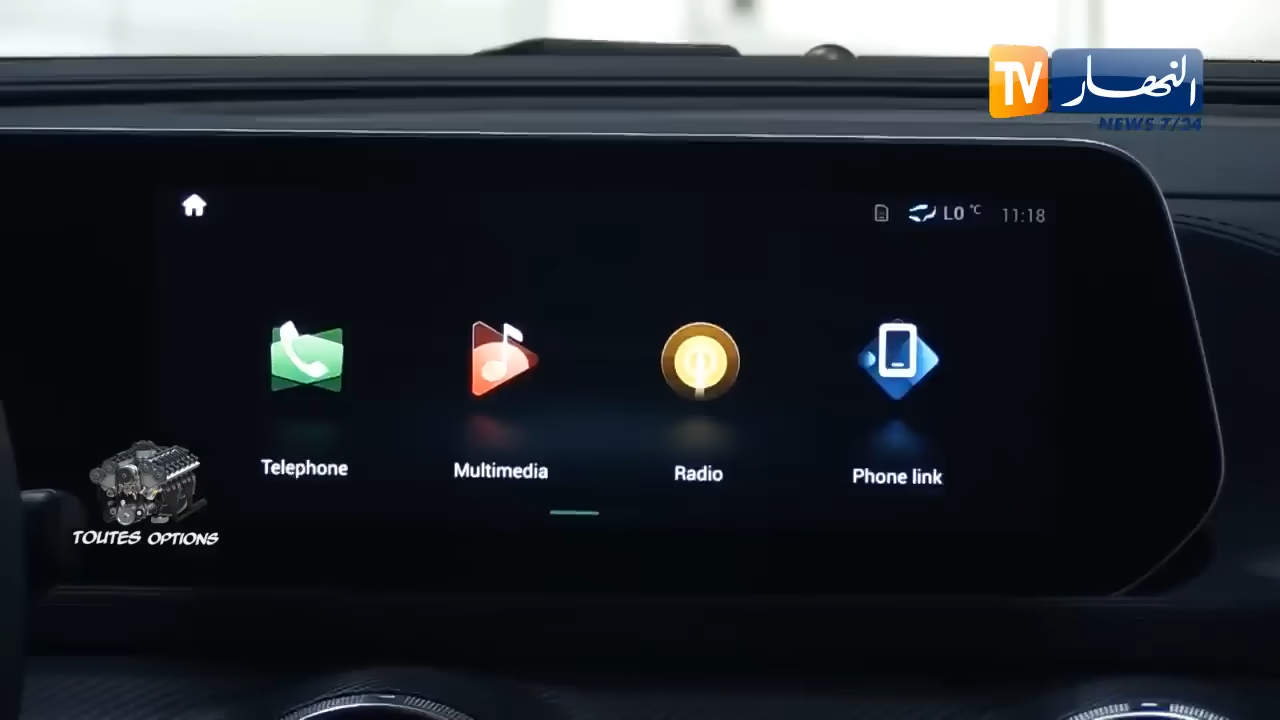 TV النهار
NEWS 7/24
LO °C 11:18
Telephone
Multimedia
Radio
Phone link
TOUTES OPTIONS